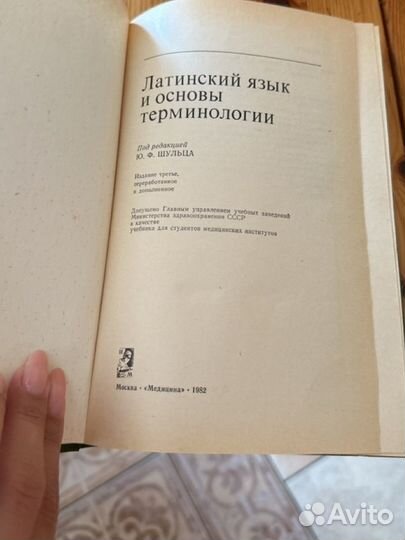 Латинский язык
и основы
терминологии
Под редакцией
Ю. Ф. ШУЛЬЦА
Издание третье,
переработанное
и дополненное
Допущено Главным управлением учебных заведений
Министерства здравоохранения СССР
в качестве
учебника для студентов медицинских институтов
Москва · «Медицина» · 1982
Avito